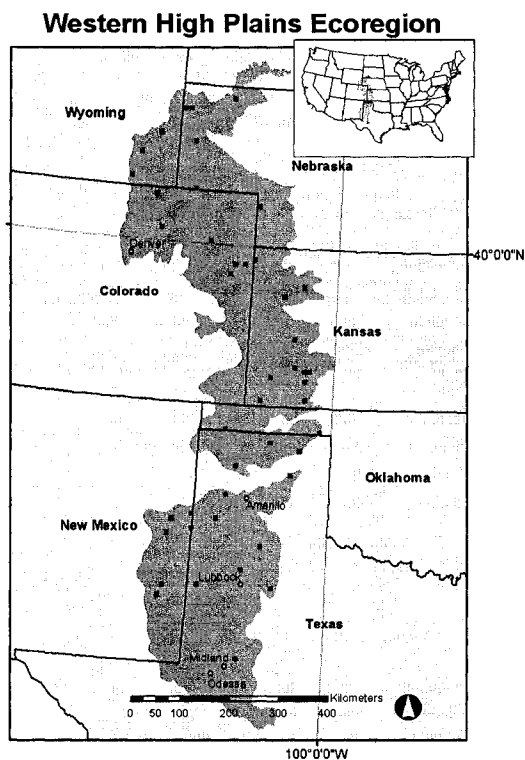 Western High Plains Ecoregion
Wyoming
Nebraska
Denver
40°0'0"N
Colorado
Kansas
Oklahoma
Amarillo
New Mexico
Lubbock
Texas
Midland
Odessa
Kilometers
0 50 100 200 300 400
100°0'0"W